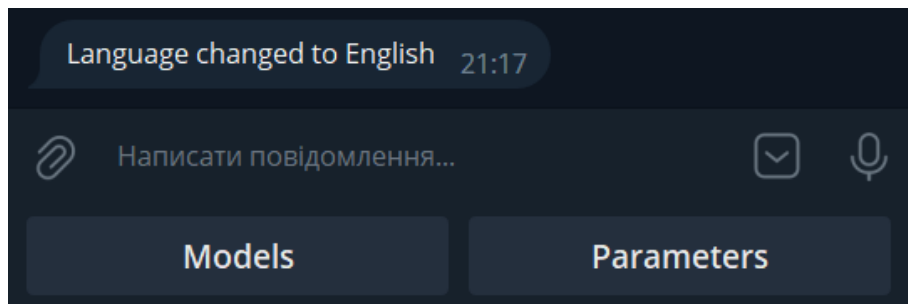 Language changed to English 21:17
Написати повідомлення...
Models Parameters